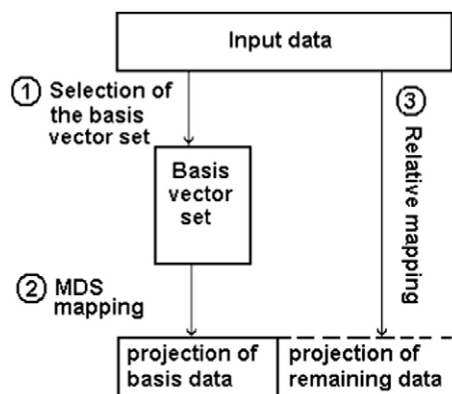 Input data
1 Selection of
the basis
vector set
3 Relative mapping
Basis
vector
set
2 MDS
mapping
projection of
basis data
projection of
remaining data